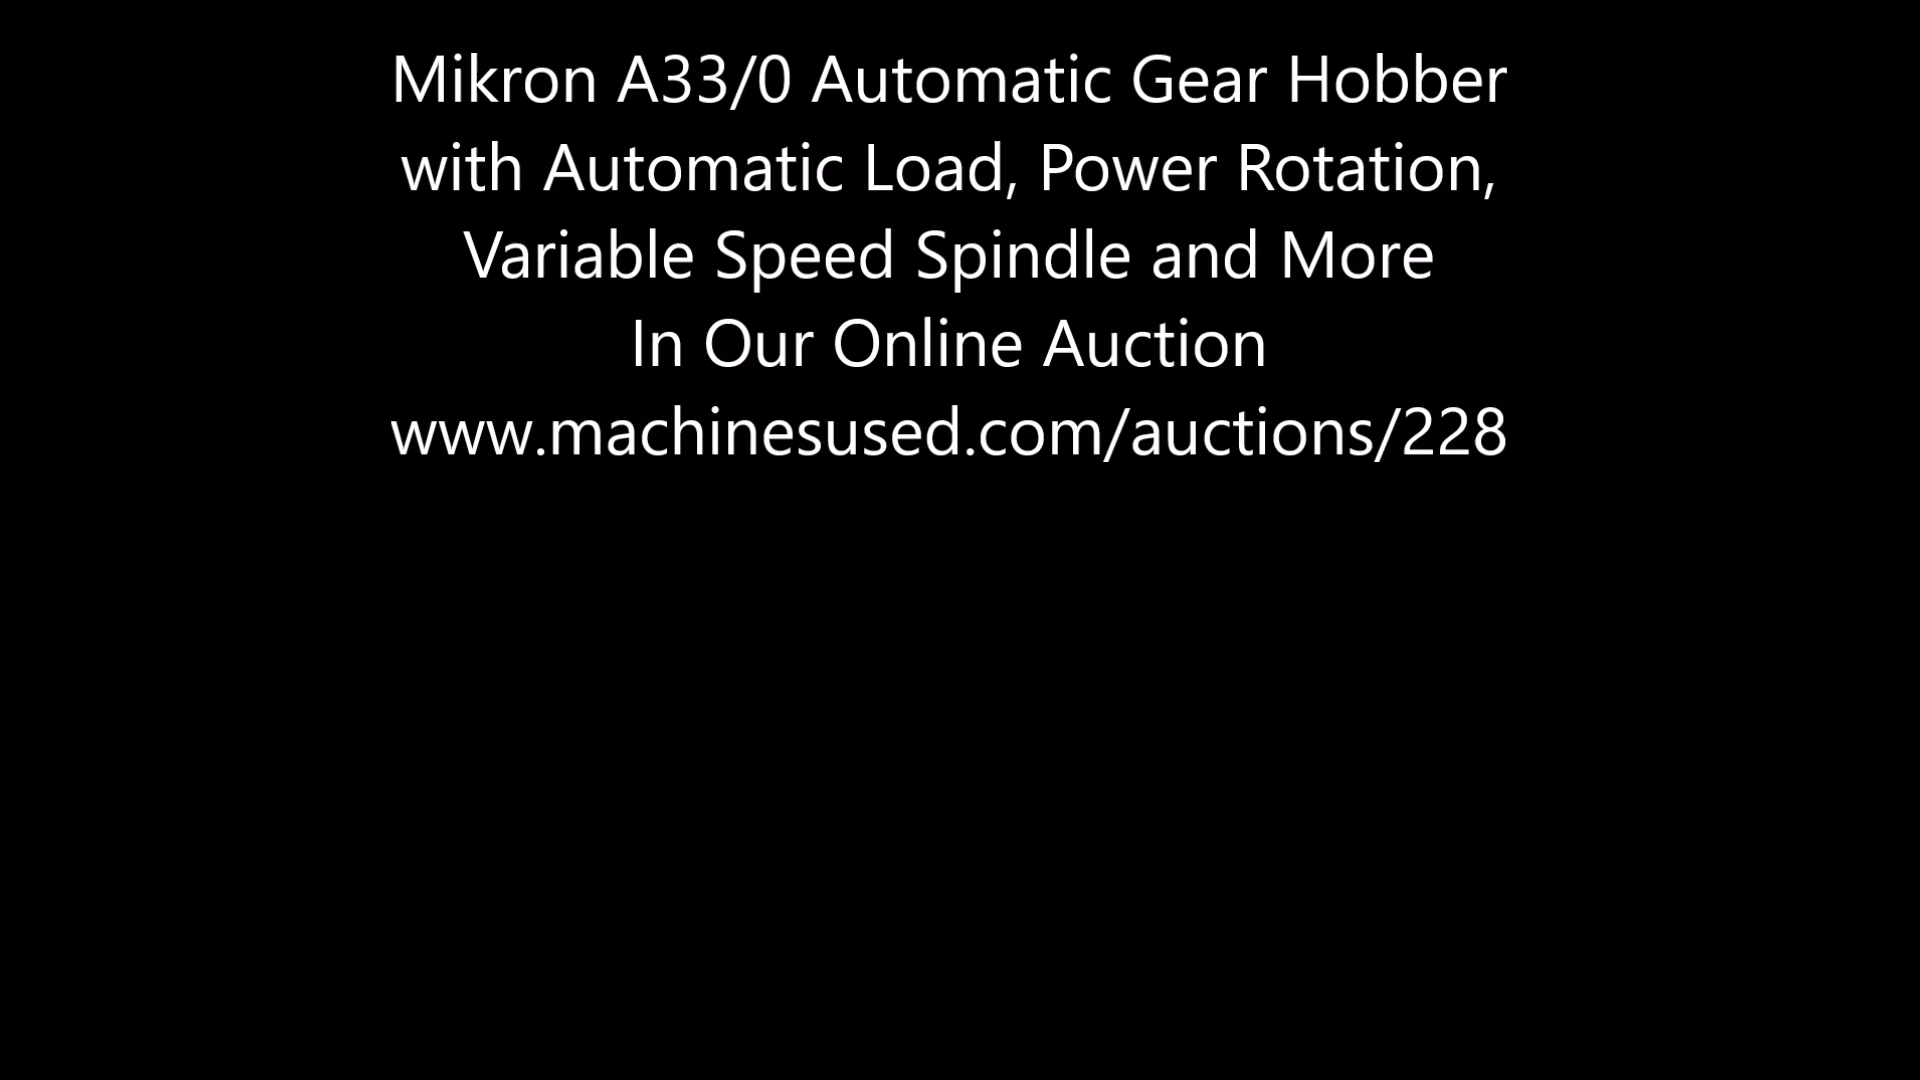 Mikron A33/0 Automatic Gear Hobber
with Automatic Load, Power Rotation,
Variable Speed Spindle and More
In Our Online Auction
www.machinesused.com/auctions/228